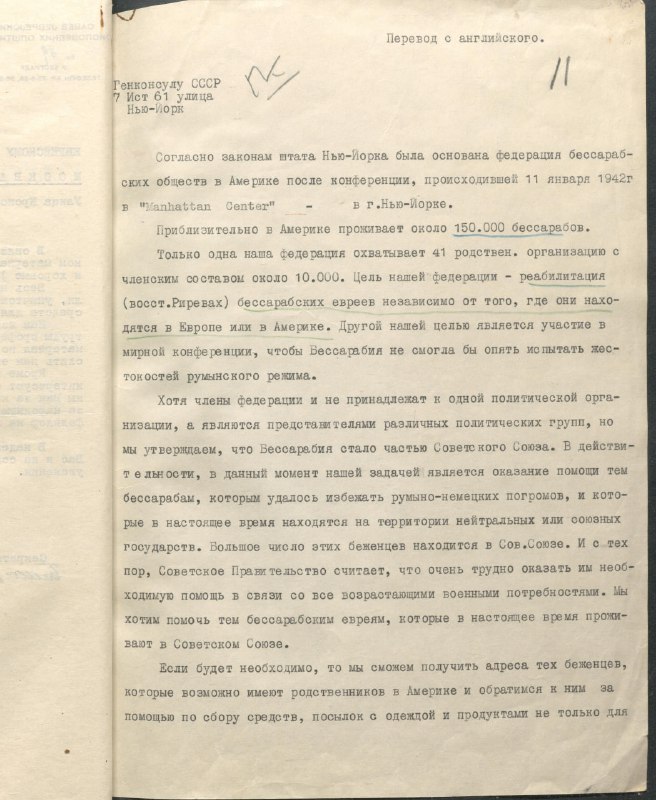 Перевод с английского.
11
Генконсулу СССР
7 Ист 61 улица
Нью-Йорк
Согласно законам штата Нью-Йорка была основана федерация бессараб-
ских обществ в Америке после конференции, происходившей 11 января 1942г
в "Manhattan Center" - в г.Нью-Йорке.
Приблизительно в Америке проживает около 150.000 бессарабов.
Только одна наша федерация охватывает 41 родствен. организацию с
членским составом около 10.000. Цель нашей федерации - реабилитация
(восст.Риревах) бессарабских евреев независимо от того, где они нахо-
дятся в Европе или в Америке. Другой нашей целью является участие в
мирной конференции, чтобы Бессарабия не смогла бы опять испытать жес-
токостей румынского режима.
Хотя члены федерации и не принадлежат к одной политической орга-
низации, а являются представителями различных политических групп, но
мы утверждаем, что Бессарабия стало частью Советского Союза. В действи-
тельности, в данный момент нашей задачей является оказание помощи тем
бессарабам, которым удалось избежать румыно-немецких погромов, и кото-
рые в настоящее время находятся на территории нейтральных или союзных
государств. Большое число этих беженцев находится в Сов.Союзе. И с тех
пор, Советское Правительство считает, что очень трудно оказать им необ-
ходимую помощь в связи со все возрастающими военными потребностями. Мы
хотим помочь тем бессарабским евреям, которые в настоящее время прожи-
вают в Советском Союзе.
Если будет необходимо, то мы сможем получить адреса тех беженцев,
которые возможно имеют родственников в Америке и обратимся к ним за
помощью по сбору средств, посылок с одеждой и продуктами не только для